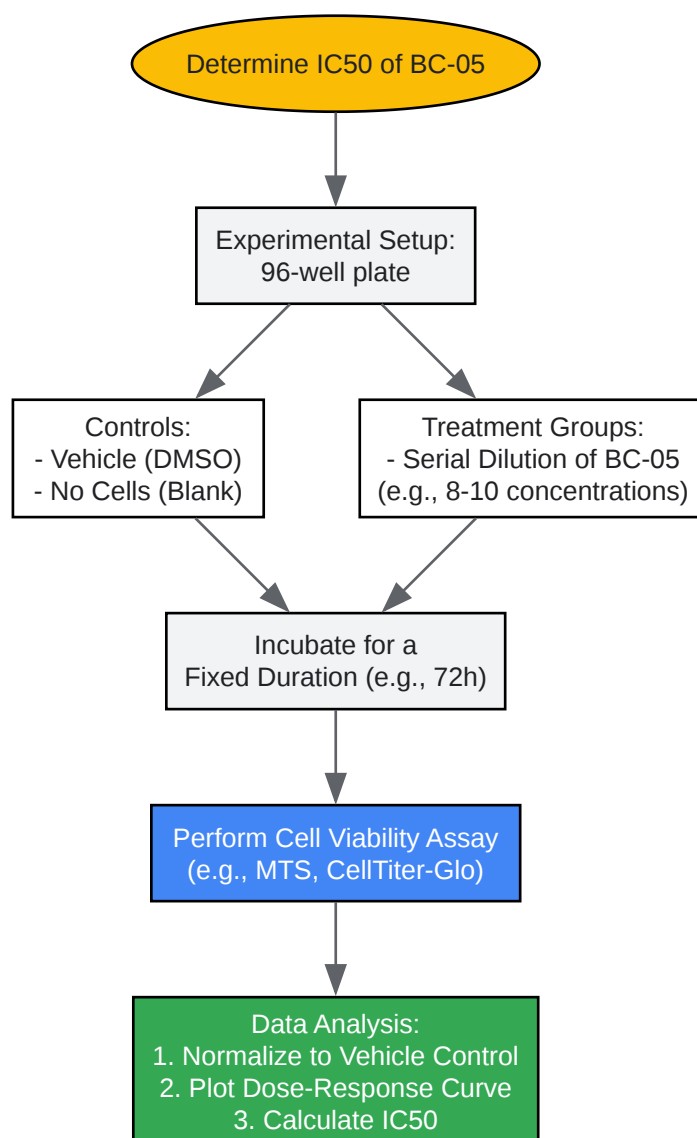 Determine IC50 of BC-05
Experimental Setup:
96-well plate
Controls:
- Vehicle (DMSO)
- No Cells (Blank)
Treatment Groups:
- Serial Dilution of BC-05
(e.g., 8-10 concentrations)
Incubate for a
Fixed Duration (e.g., 72h)
Perform Cell Viability Assay
(e.g., MTS, CellTiter-Glo)
Data Analysis:
1. Normalize to Vehicle Control
2. Plot Dose-Response Curve
3. Calculate IC50